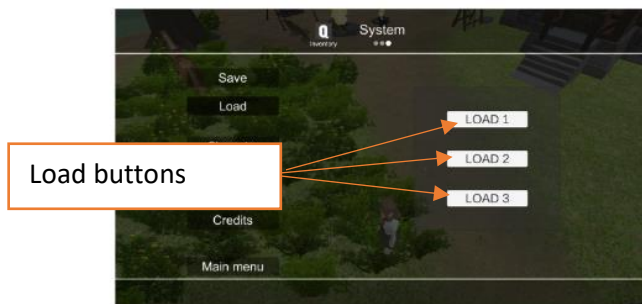 Q System
Inventory
Save
Load
LOAD 1
LOAD 2
Load buttons
LOAD 3
Credits
Main menu